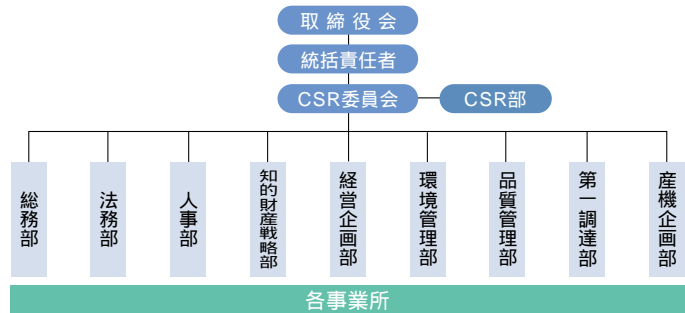 取締役会
統括責任者
CSR委員会
CSR部
総務部
法務部
人事部
知的財産戦略部
経営企画部
環境管理部
品質管理部
第一調達部
産機企画部
各事業所